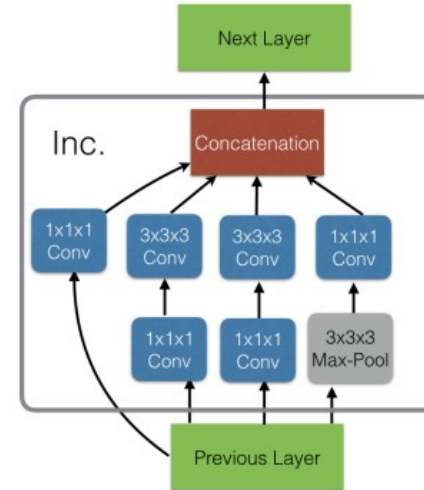 Next Layer
Inc.
Concatenation
1x1x1
Conv
3x3x3
Conv
3x3x3
Conv
1x1x1
Conv
1x1x1
Conv
1x1x1
Conv
3x3x3
Max-Pool
Previous Layer